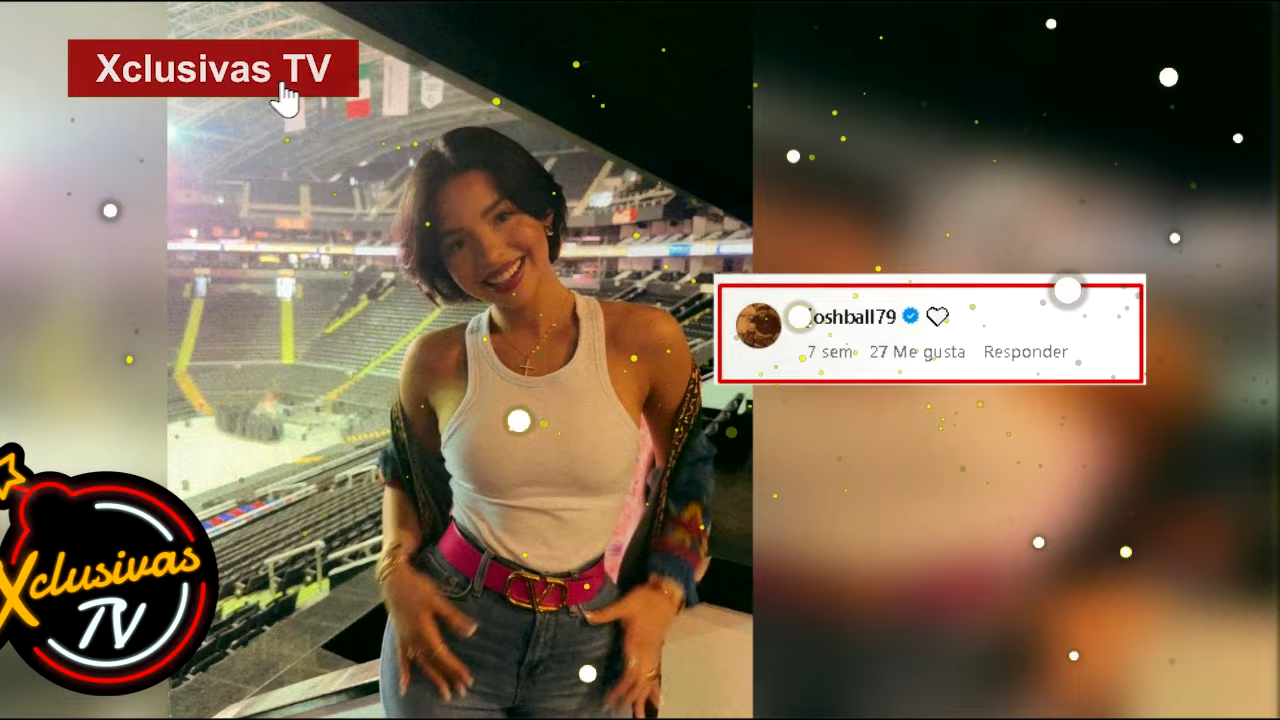 Xclusivas TV
oshball79
7 sem 27 Me gusta Responder
Xclusivas
TV